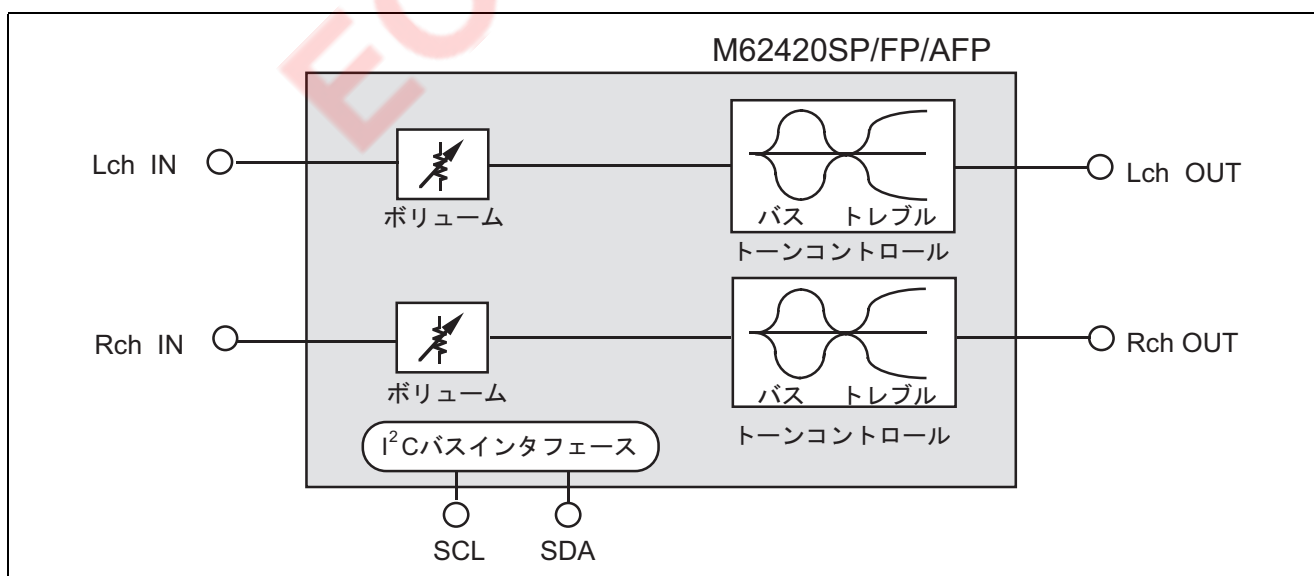 M62420SP/FP/AFP
Lch IN
ボリューム
バス トレブル
トーンコントロール
Lch OUT
Rch IN
ボリューム
バス トレブル
トーンコントロール
Rch OUT
I²Cバスインタフェース
SCL SDA